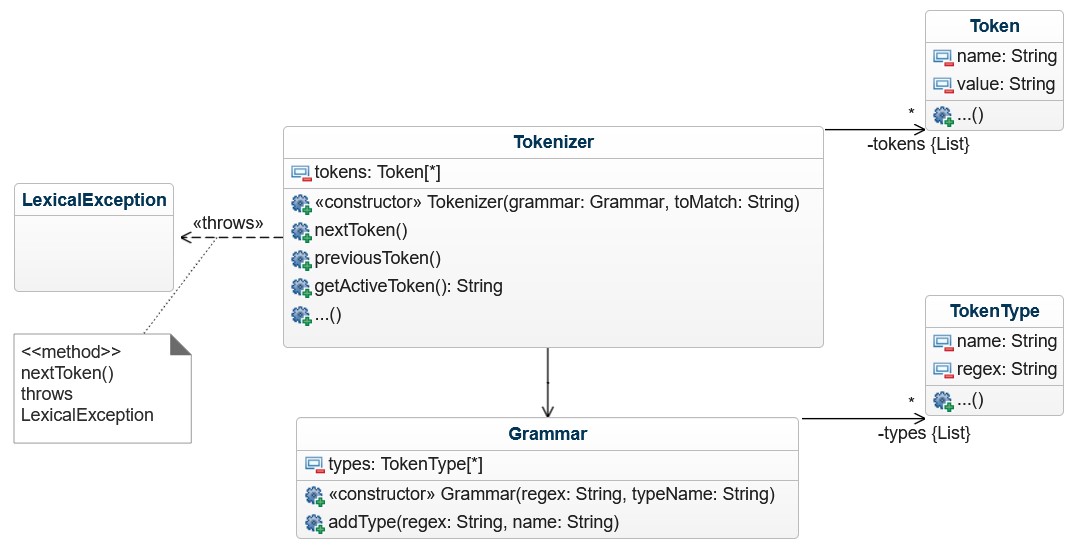 Token
name: String
value: String
...()
*
-tokens {List}
Tokenizer
tokens: Token[*]
«constructor» Tokenizer(grammar: Grammar, toMatch: String)
nextToken()
previousToken()
getActiveToken(): String
...()
LexicalException
«throws»
<<method>>
nextToken()
throws
LexicalException
TokenType
name: String
regex: String
...()
*
-types {List}
Grammar
types: TokenType[*]
«constructor» Grammar(regex: String, typeName: String)
addType(regex: String, name: String)